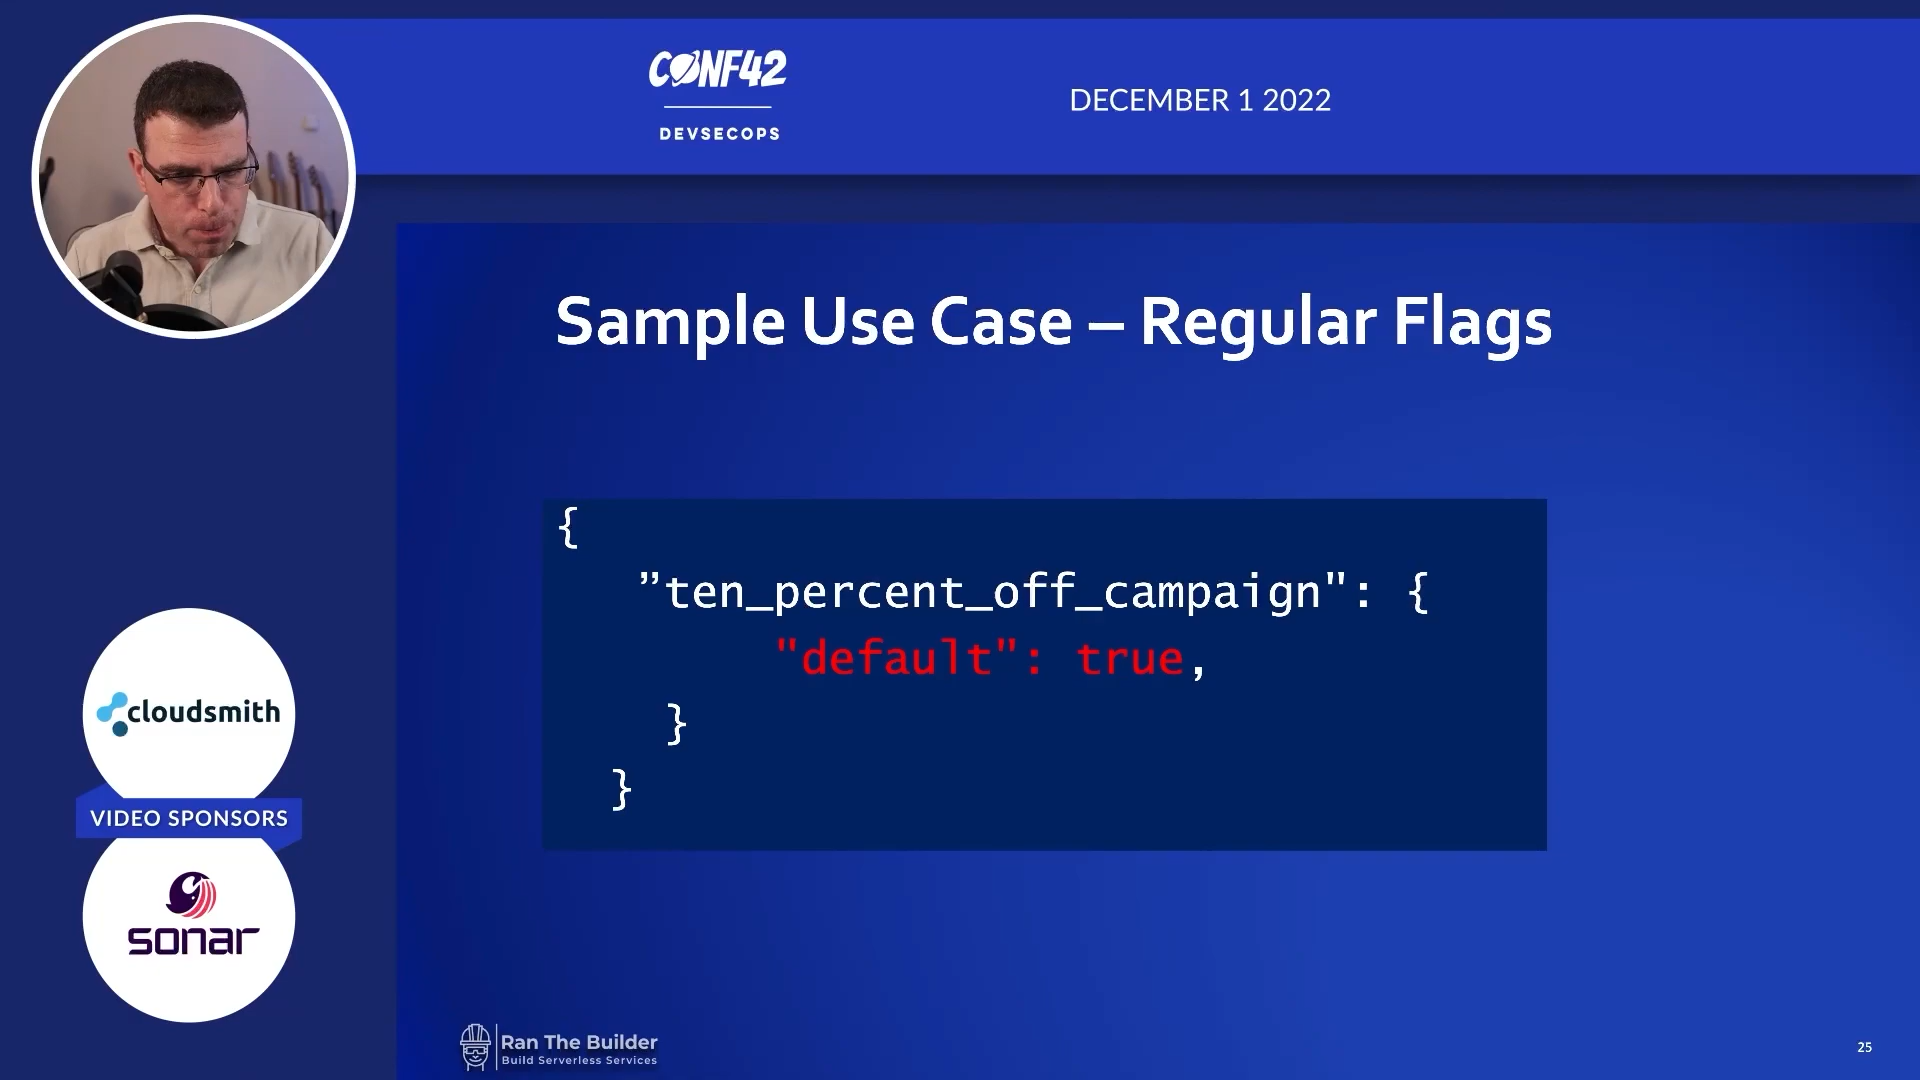 CONF42
DEVSECOPS
DECEMBER 1 2022
Sample Use Case – Regular Flags
{
”ten_percent_off_campaign": {
"default": true,
}
}
cloudsmith
VIDEO SPONSORS
sonar
Ran The Builder
Build Serverless Services
25